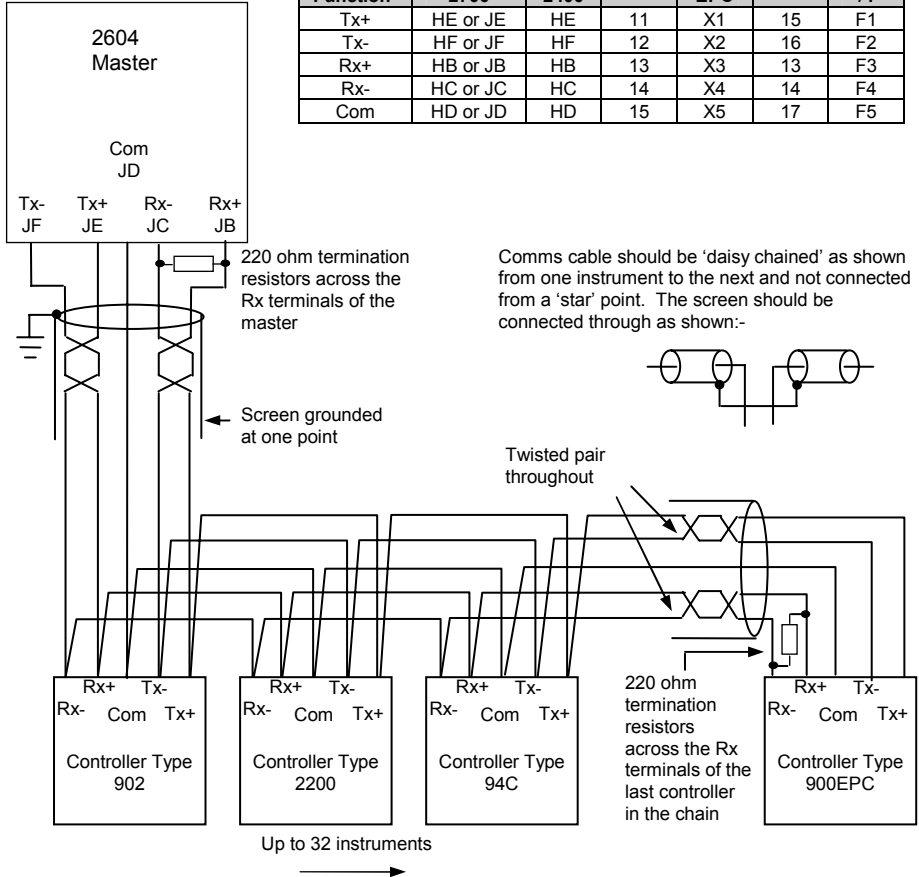 Function EPC
Tx+ HE or JE HE 11 X1 15 F1
Tx- HF or JF HF 12 X2 16 F2
Rx+ HB or JB HB 13 X3 13 F3
Rx- HC or JC HC 14 X4 14 F4
Com HD or JD HD 15 X5 17 F5
2604
Master
Com
JD
Tx- Tx+ Rx- Rx+
JF JE JC JB
220 ohm termination
resistors across the
Rx terminals of the
master
Comms cable should be ‘daisy chained’ as shown
from one instrument to the next and not connected
from a ‘star’ point. The screen should be
connected through as shown:-
Screen grounded
at one point
Twisted pair
throughout
Rx+ Tx-
Rx- Com Tx+
Controller Type
902
Rx+ Tx-
Rx- Com Tx+
Controller Type
2200
Rx+ Tx-
Rx- Com Tx+
Controller Type
94C
220 ohm
termination
resistors
across the Rx
terminals of the
last controller
in the chain
Rx+ Tx-
Rx- Com Tx+
Controller Type
900EPC
Up to 32 instruments